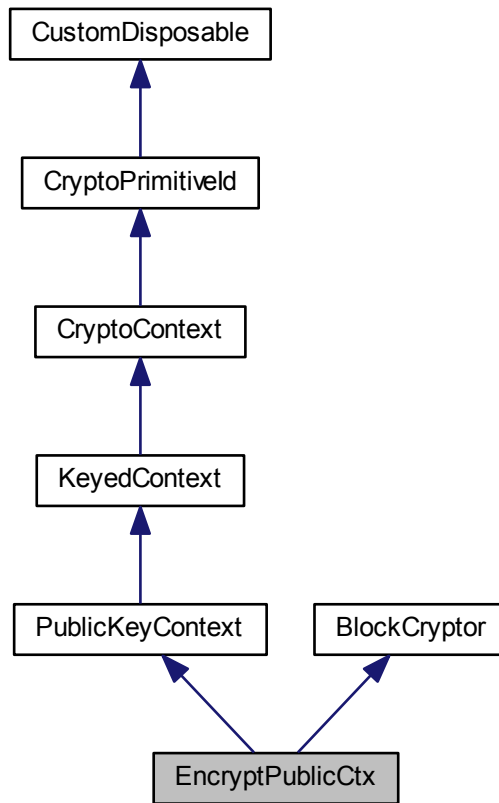 CustomDisposable
CryptoPrimitiveId
CryptoContext
KeyedContext
PublicKeyContext
BlockCryptor
EncryptPublicCtx